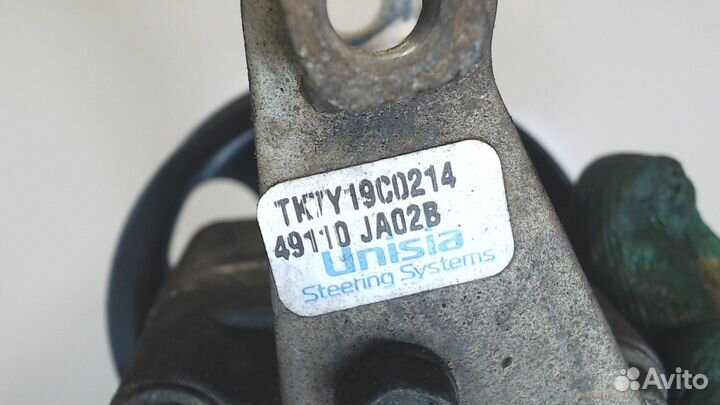 TKTY19C0214
49110 JA02B
Unisia
Steering Systems
Avito